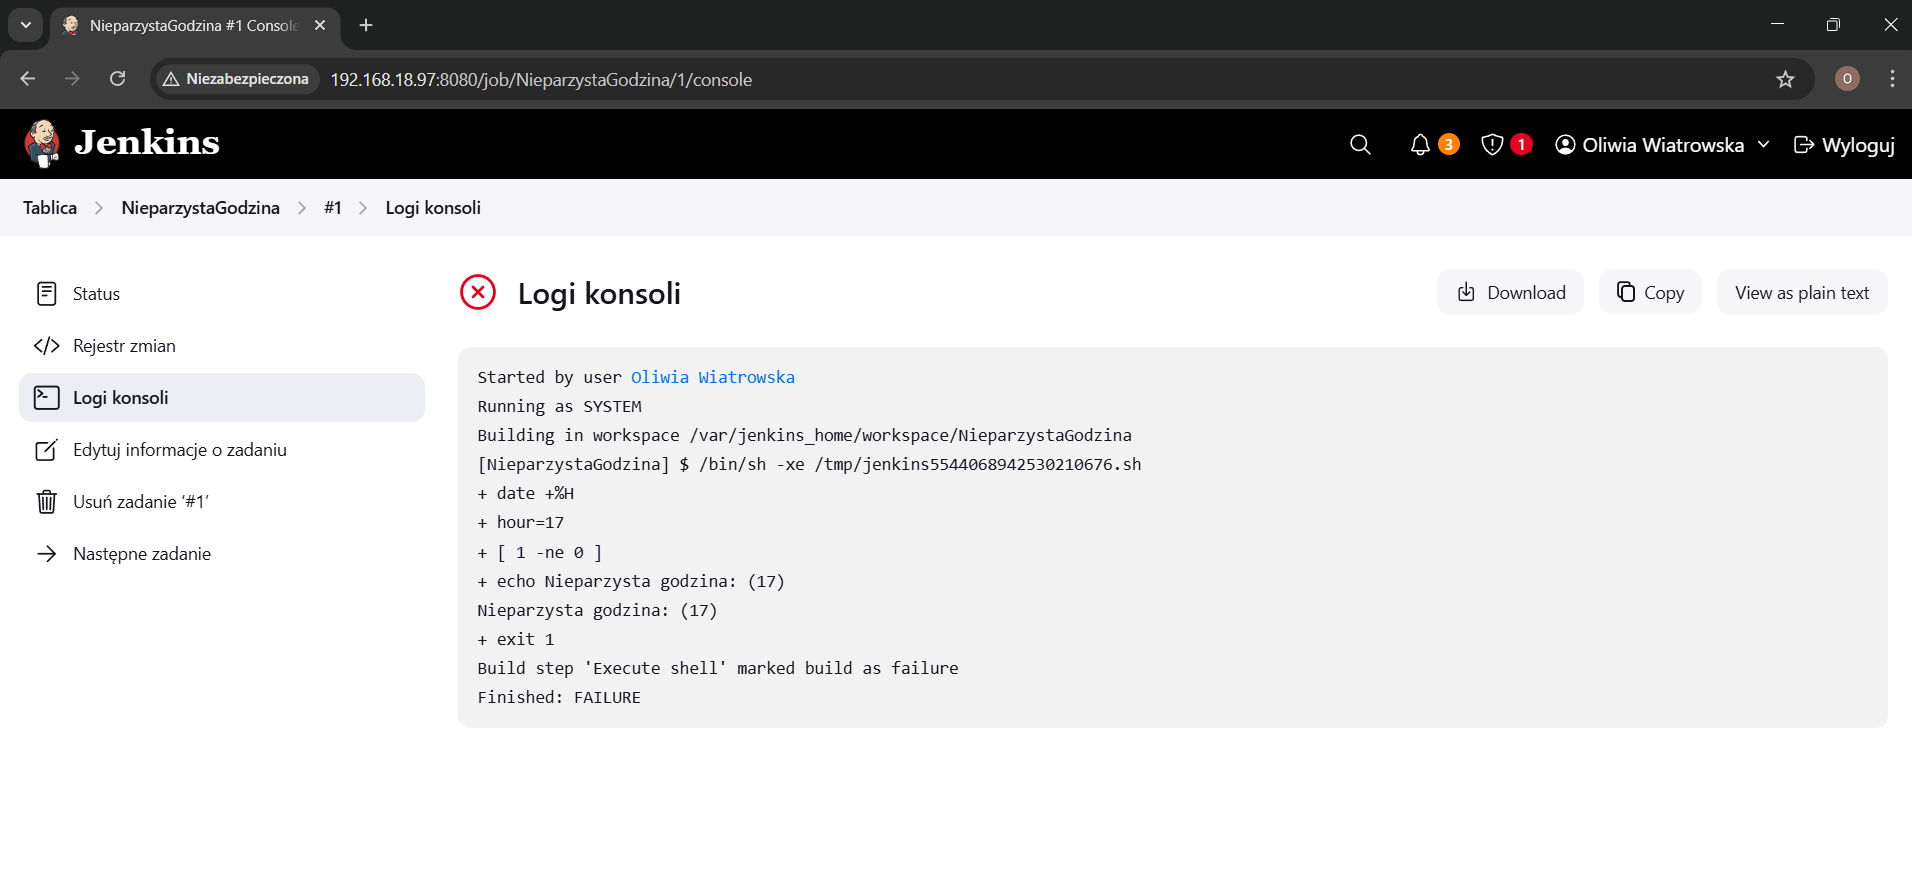 NieparzystaGodzina #1 Console
Niezabezpieczona 192.168.18.97:8080/job/NieparzystaGodzina/1/console O
Jenkins 3 1 Oliwia Wiatrowska Wyloguj
Tablica NieparzystaGodzina #1 Logi konsoli
Status
Rejestr zmian
Logi konsoli
Edytuj informacje o zadaniu
Usuń zadanie ‘#1’
Następne zadanie
Logi konsoli
Download Copy View as plain text
Started by user Oliwia Wiatrowska
Running as SYSTEM
Building in workspace /var/jenkins_home/workspace/NieparzystaGodzina
[NieparzystaGodzina] $ /bin/sh -xe /tmp/jenkins5544068942530210676.sh
+ date +%H
+ hour=17
+ [ 1 -ne 0 ]
+ echo Nieparzysta godzina: (17)
Nieparzysta godzina: (17)
+ exit 1
Build step 'Execute shell' marked build as failure
Finished: FAILURE